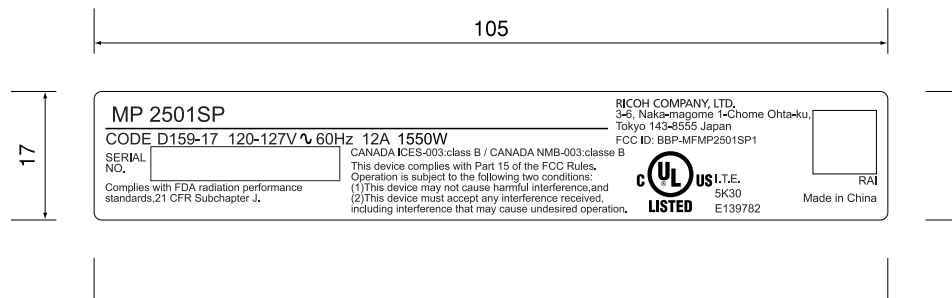 105
17
MP 2501SP
CODE D159-17 120-127V∿ 60Hz 12A 1550W
SERIAL
NO.
Complies with FDA radiation performance
standards,21 CFR Subchapter J.
CANADA ICES-003:class B / CANADA NMB-003:classe B
This device complies with Part 15 of the FCC Rules.
Operation is subject to the following two conditions:
(1)This device may not cause harmful interference,and
(2)This device must accept any interference received,
including interference that may cause undesired operation.
RICOH COMPANY, LTD.
3-6, Naka-magome 1-Chome Ohta-ku,
Tokyo 143-8555 Japan
FCC ID: BBP-MFMP2501SP1
C UL US
LISTED
I.T.E.
5K30
E139782
RAI
Made in China